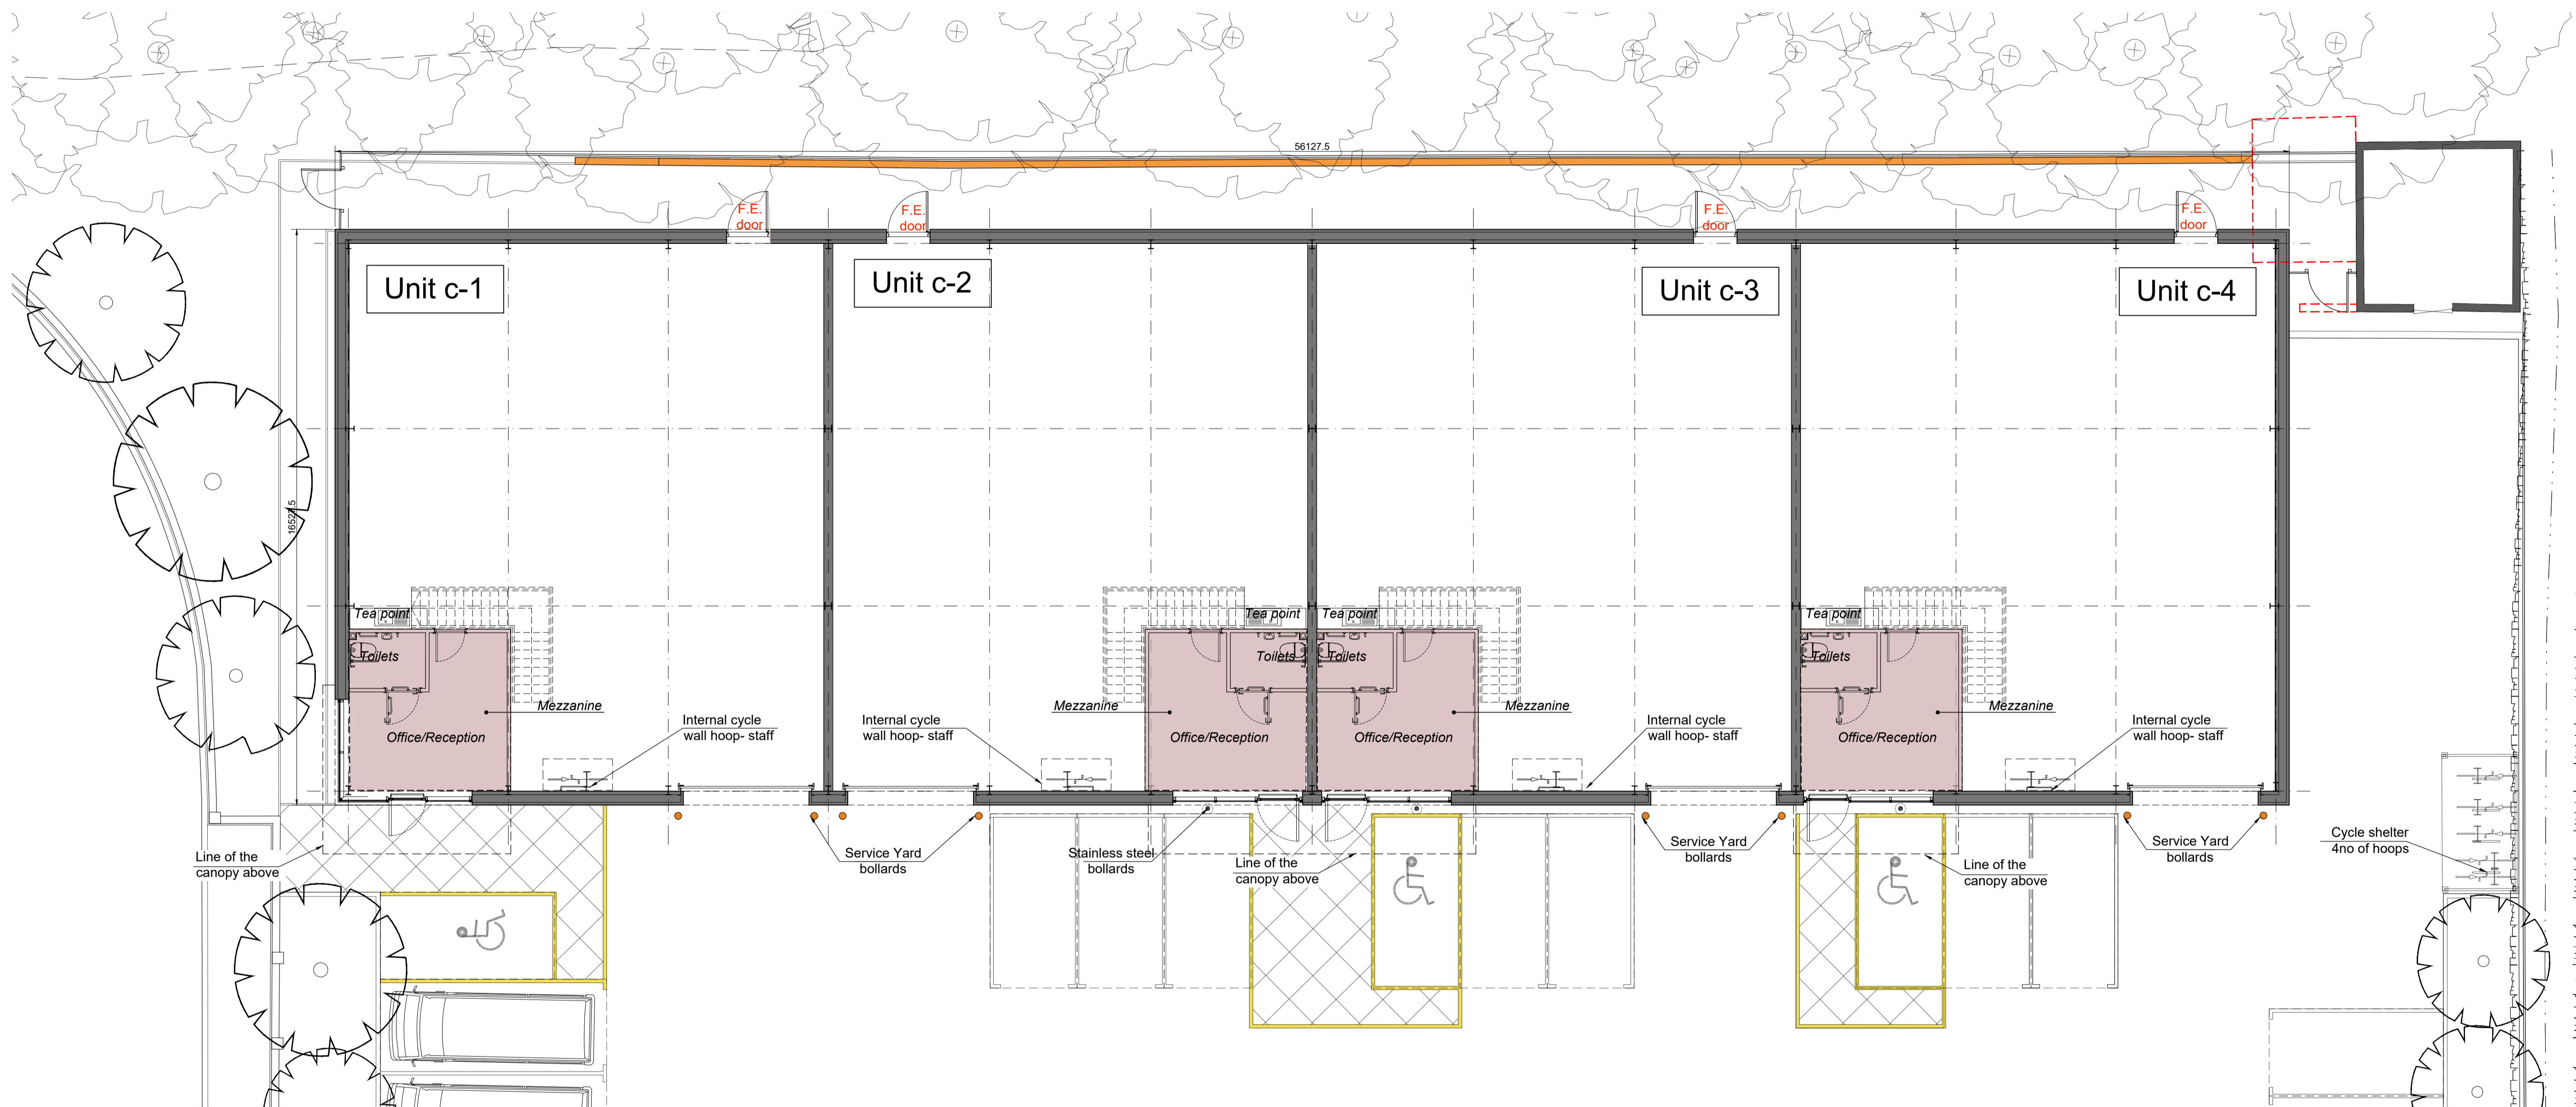 56127.5
F.E.
door
F.E.
door
F.E.
door
F.E.
door
Unit c-1
Unit c-2
Unit c-3
Unit c-4
Tea point
Tea point
Tea point
Tea point
Toilets
Toilets
Toilets
Toilets
Mezzanine
Mezzanine
Mezzanine
Mezzanine
Office/Reception
Office/Reception
Office/Reception
Office/Reception
Internal cycle
wall hoop- staff
Internal cycle
wall hoop- staff
Internal cycle
wall hoop- staff
Internal cycle
wall hoop- staff
Line of the
canopy above
Service Yard
bollards
Stainless steel
bollards
Line of the
canopy above
Service Yard
bollards
Line of the
canopy above
Service Yard
bollards
Cycle shelter
4no of hoops